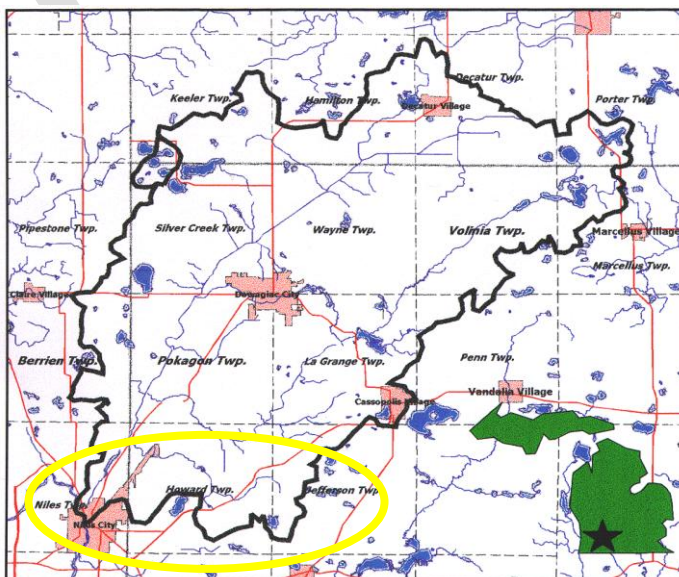 Decatur Twp.
Keeler Twp.
Hamilton Twp.
Decatur Village
Porter Twp.
Pipestone Twp.
Silver Creek Twp.
Wayne Twp.
Volinia Twp.
Marcellus Village
Marcellus Twp.
Claire Village
Dowagiac City
Berrien Twp.
Pokagon Twp.
La Grange Twp.
Penn Twp.
Cassopolis Village
Vandalia Village
Niles Twp.
Howard Twp.
Jefferson Twp.
Niles City